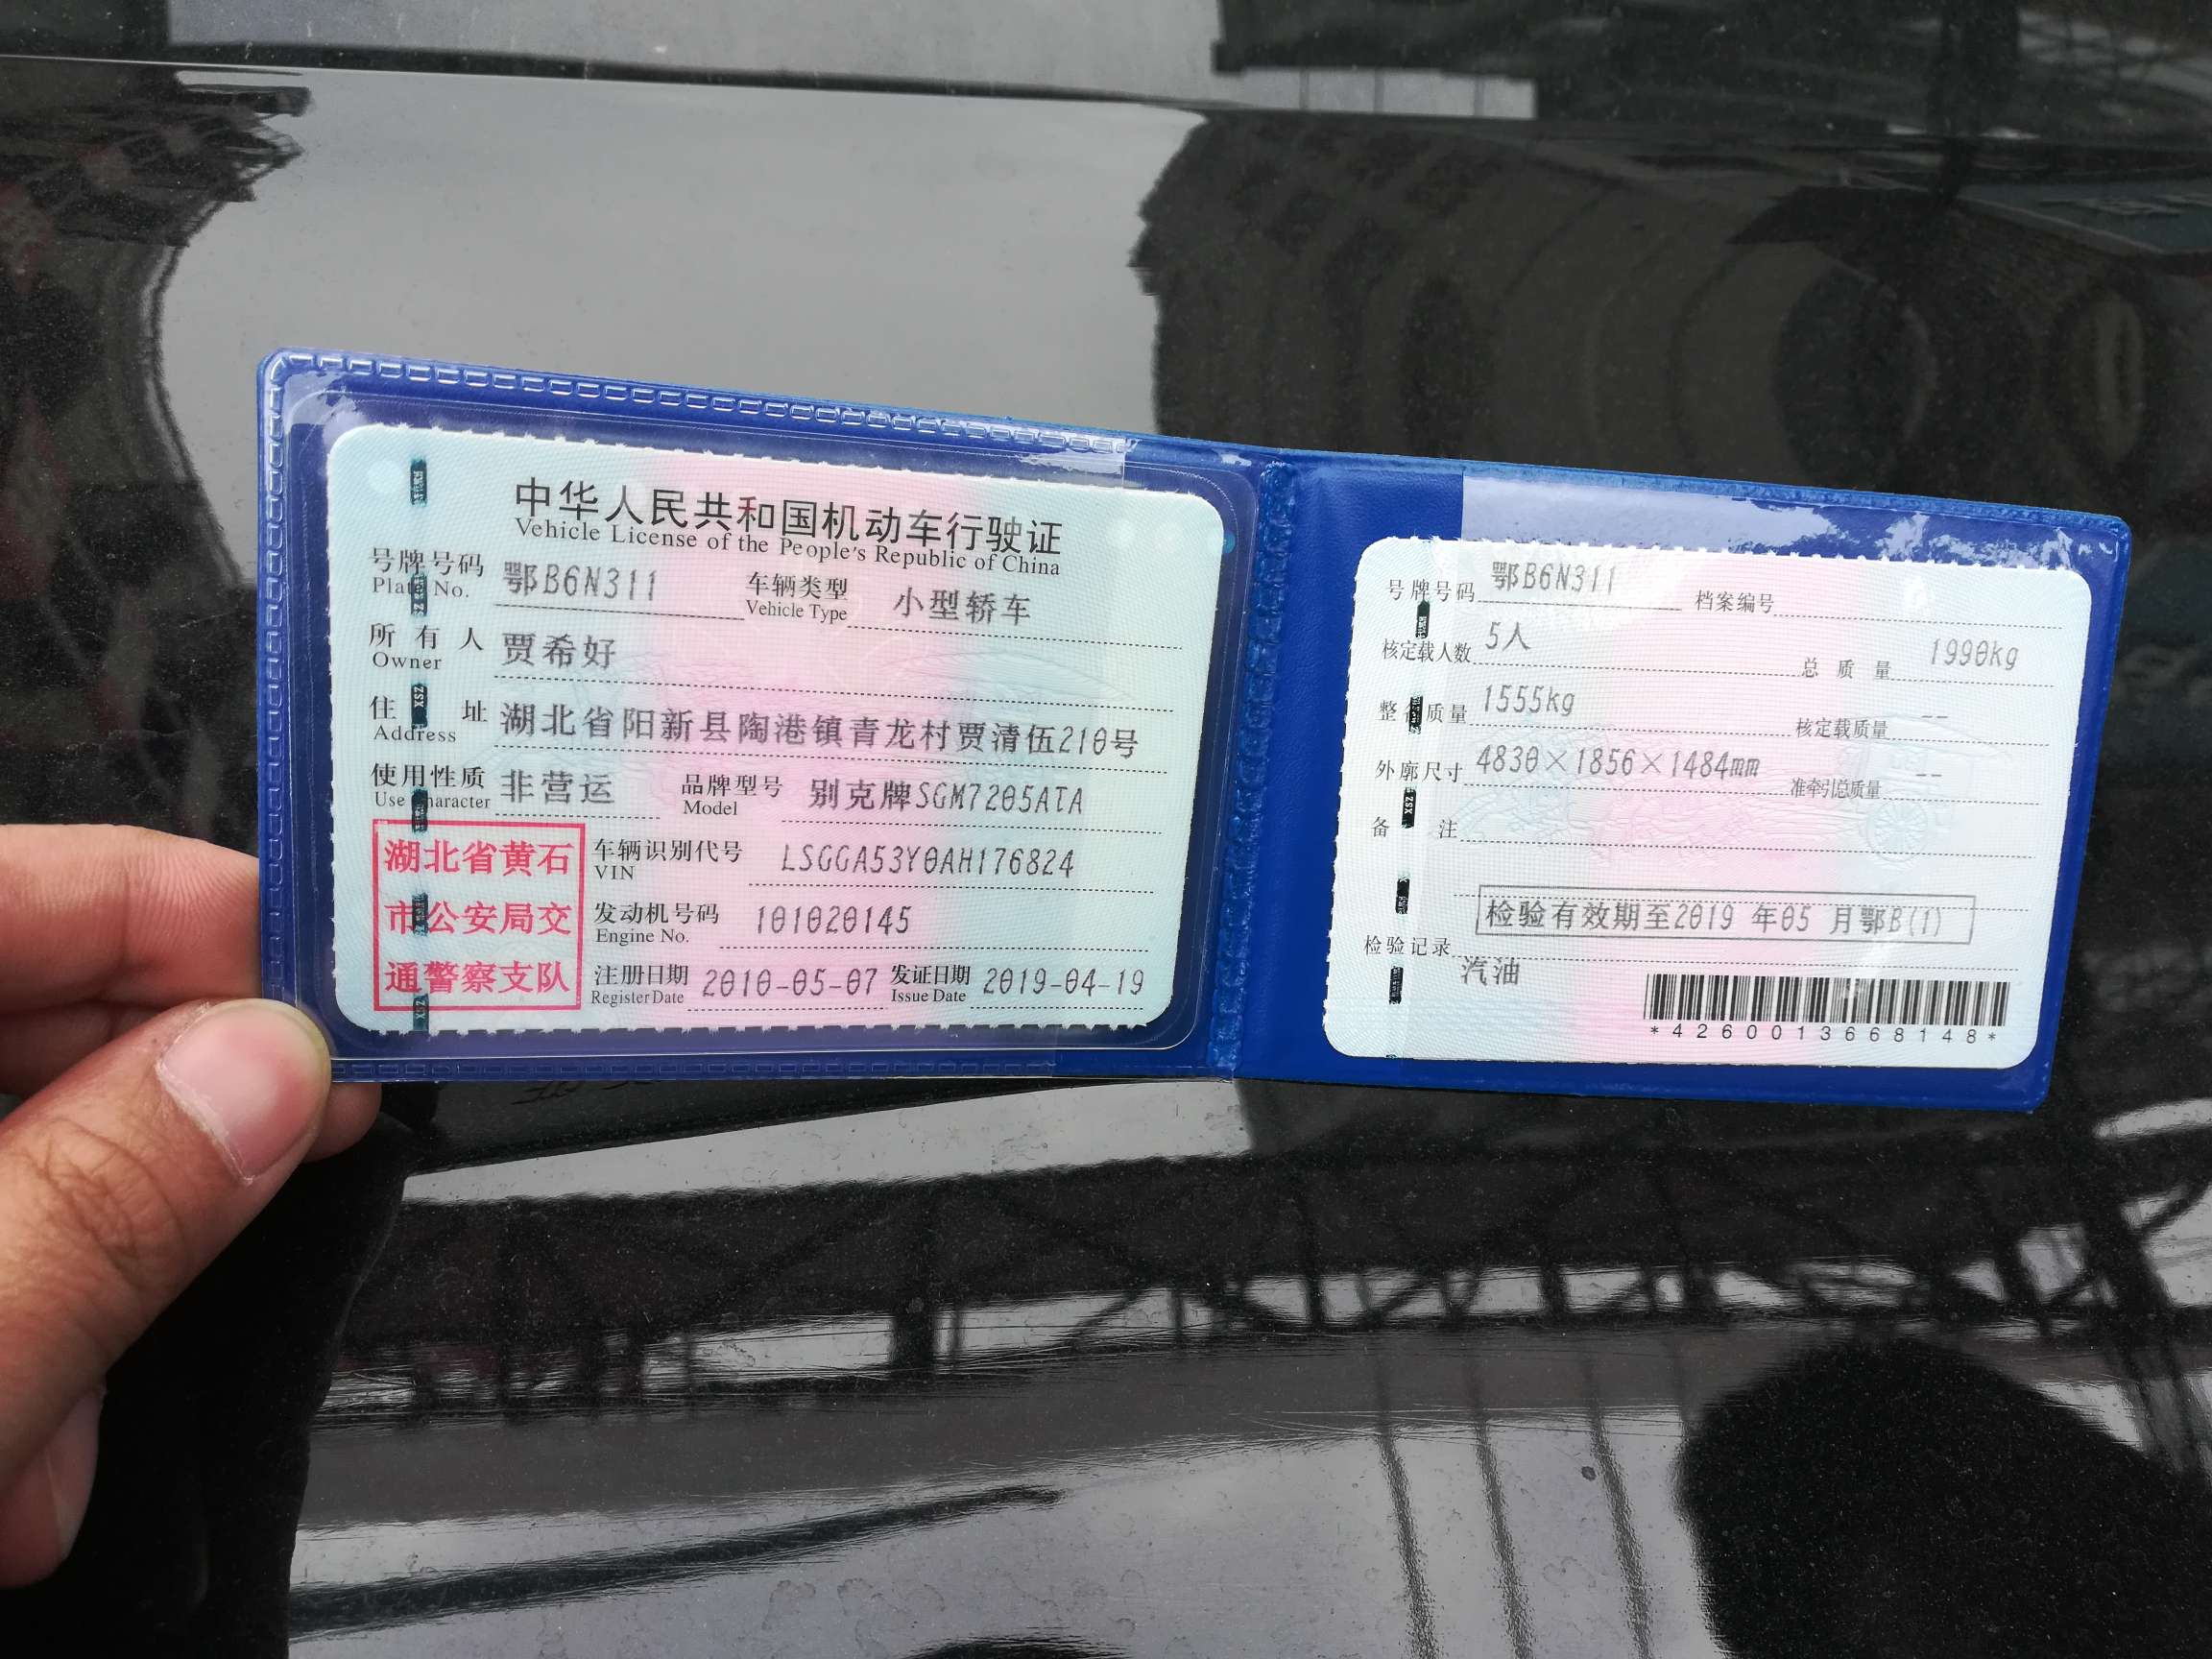 中华人民共和国机动车行驶证
Vehicle License of the People's Republic of China
号牌号码 鄂B6N311 车辆类型 小型轿车
Plate No. Vehicle Type
所有人 贾希好
Owner
住址 湖北省阳新县陶港镇青龙村贾清伍210号
Address
使用性质 非营运 品牌型号 别克牌SGM7205ATA
Use Character Model
湖北省黄石
市公安局交
通警察支队
车辆识别代号 LSGGA53Y0AH176824
VIN
发动机号码 101020145
Engine No.
注册日期 2010-05-07 发证日期 2019-04-19
Register Date Issue Date
号牌号码 鄂B6N311 档案编号
核定载人数 5人 总质量 1990kg
整备质量 1555kg 核定载质量 --
外廓尺寸 4830×1856×1484mm 准牵引总质量 --
备注
检验有效期至2019 年05 月鄂B(1)
检验记录
汽油
*4260013668148*